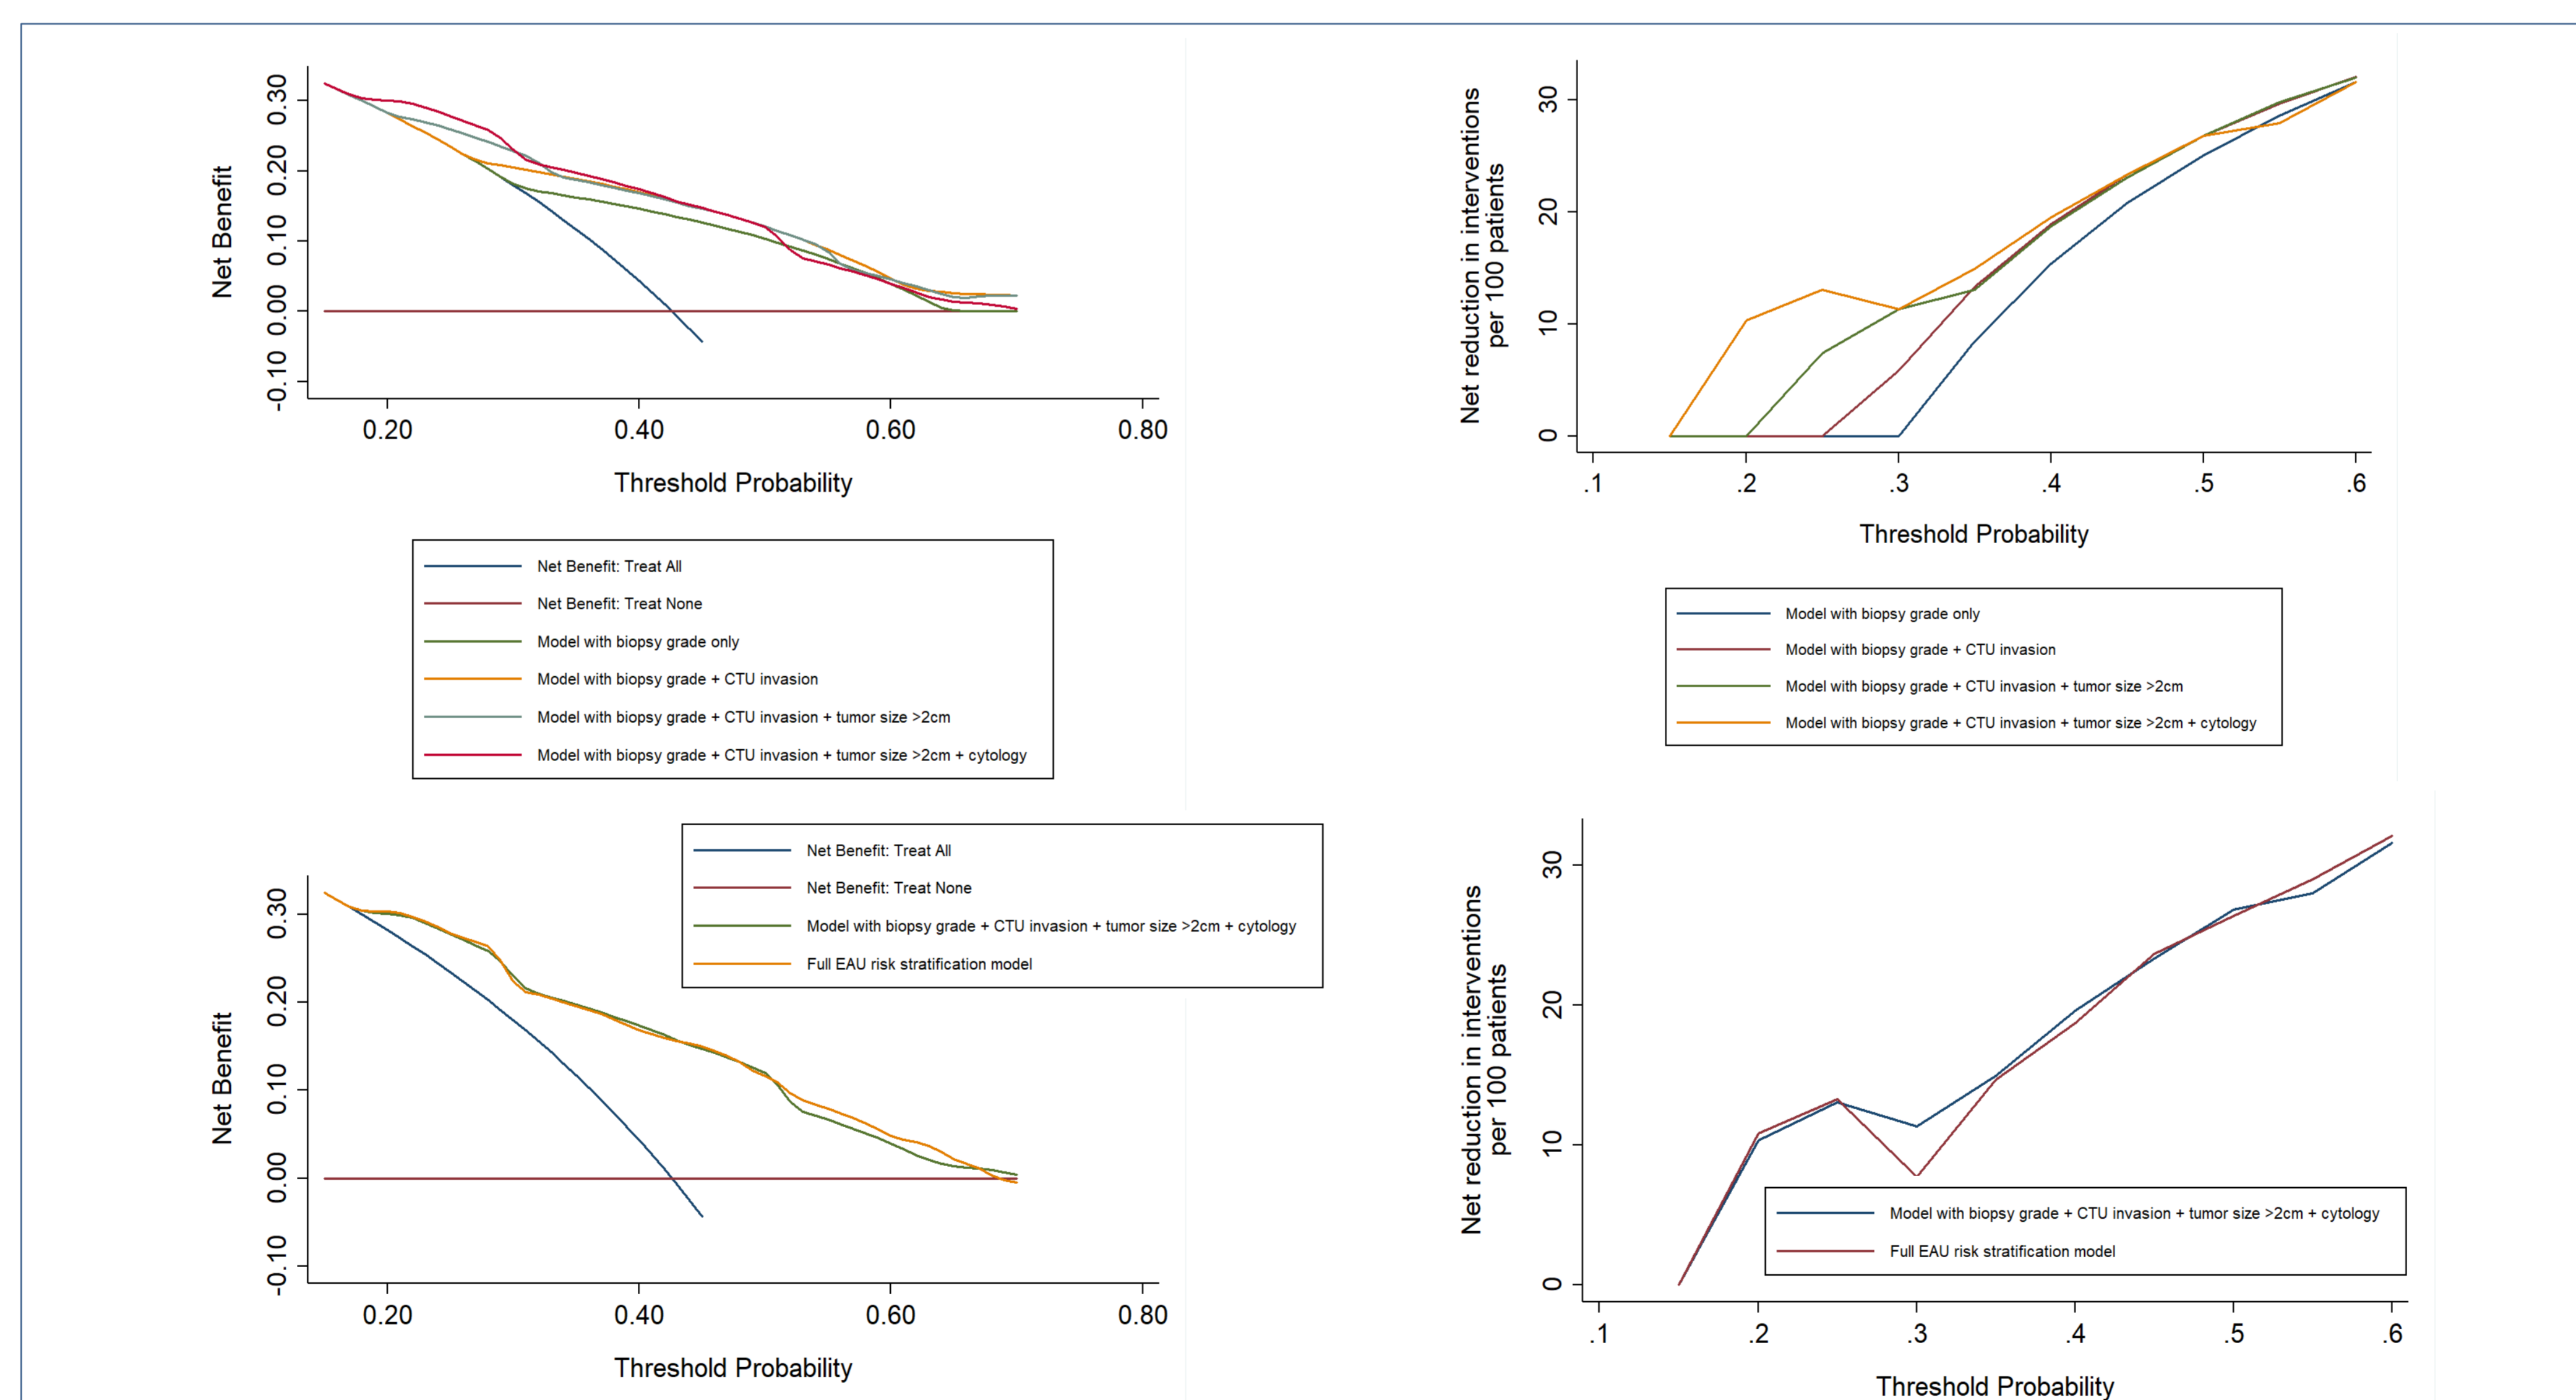 Net Benefit
0.30
0.20
0.10
0.00
-0.10
0.20 0.40 0.60 0.80
Threshold Probability
Net Benefit: Treat All
Net Benefit: Treat None
Model with biopsy grade only
Model with biopsy grade + CTU invasion
Model with biopsy grade + CTU invasion + tumor size >2cm
Model with biopsy grade + CTU invasion + tumor size >2cm + cytology
Net reduction in interventions
per 100 patients
30
20
10
0
.1 .2 .3 .4 .5 .6
Threshold Probability
Model with biopsy grade only
Model with biopsy grade + CTU invasion
Model with biopsy grade + CTU invasion + tumor size >2cm
Model with biopsy grade + CTU invasion + tumor size >2cm + cytology
Net Benefit
0.30
0.20
0.10
0.00
-0.10
0.20 0.40 0.60 0.80
Threshold Probability
Net Benefit: Treat All
Net Benefit: Treat None
Model with biopsy grade + CTU invasion + tumor size >2cm + cytology
Full EAU risk stratification model
Net reduction in interventions
per 100 patients
30
20
10
0
.1 .2 .3 .4 .5 .6
Threshold Probability
Model with biopsy grade + CTU invasion + tumor size >2cm + cytology
Full EAU risk stratification model